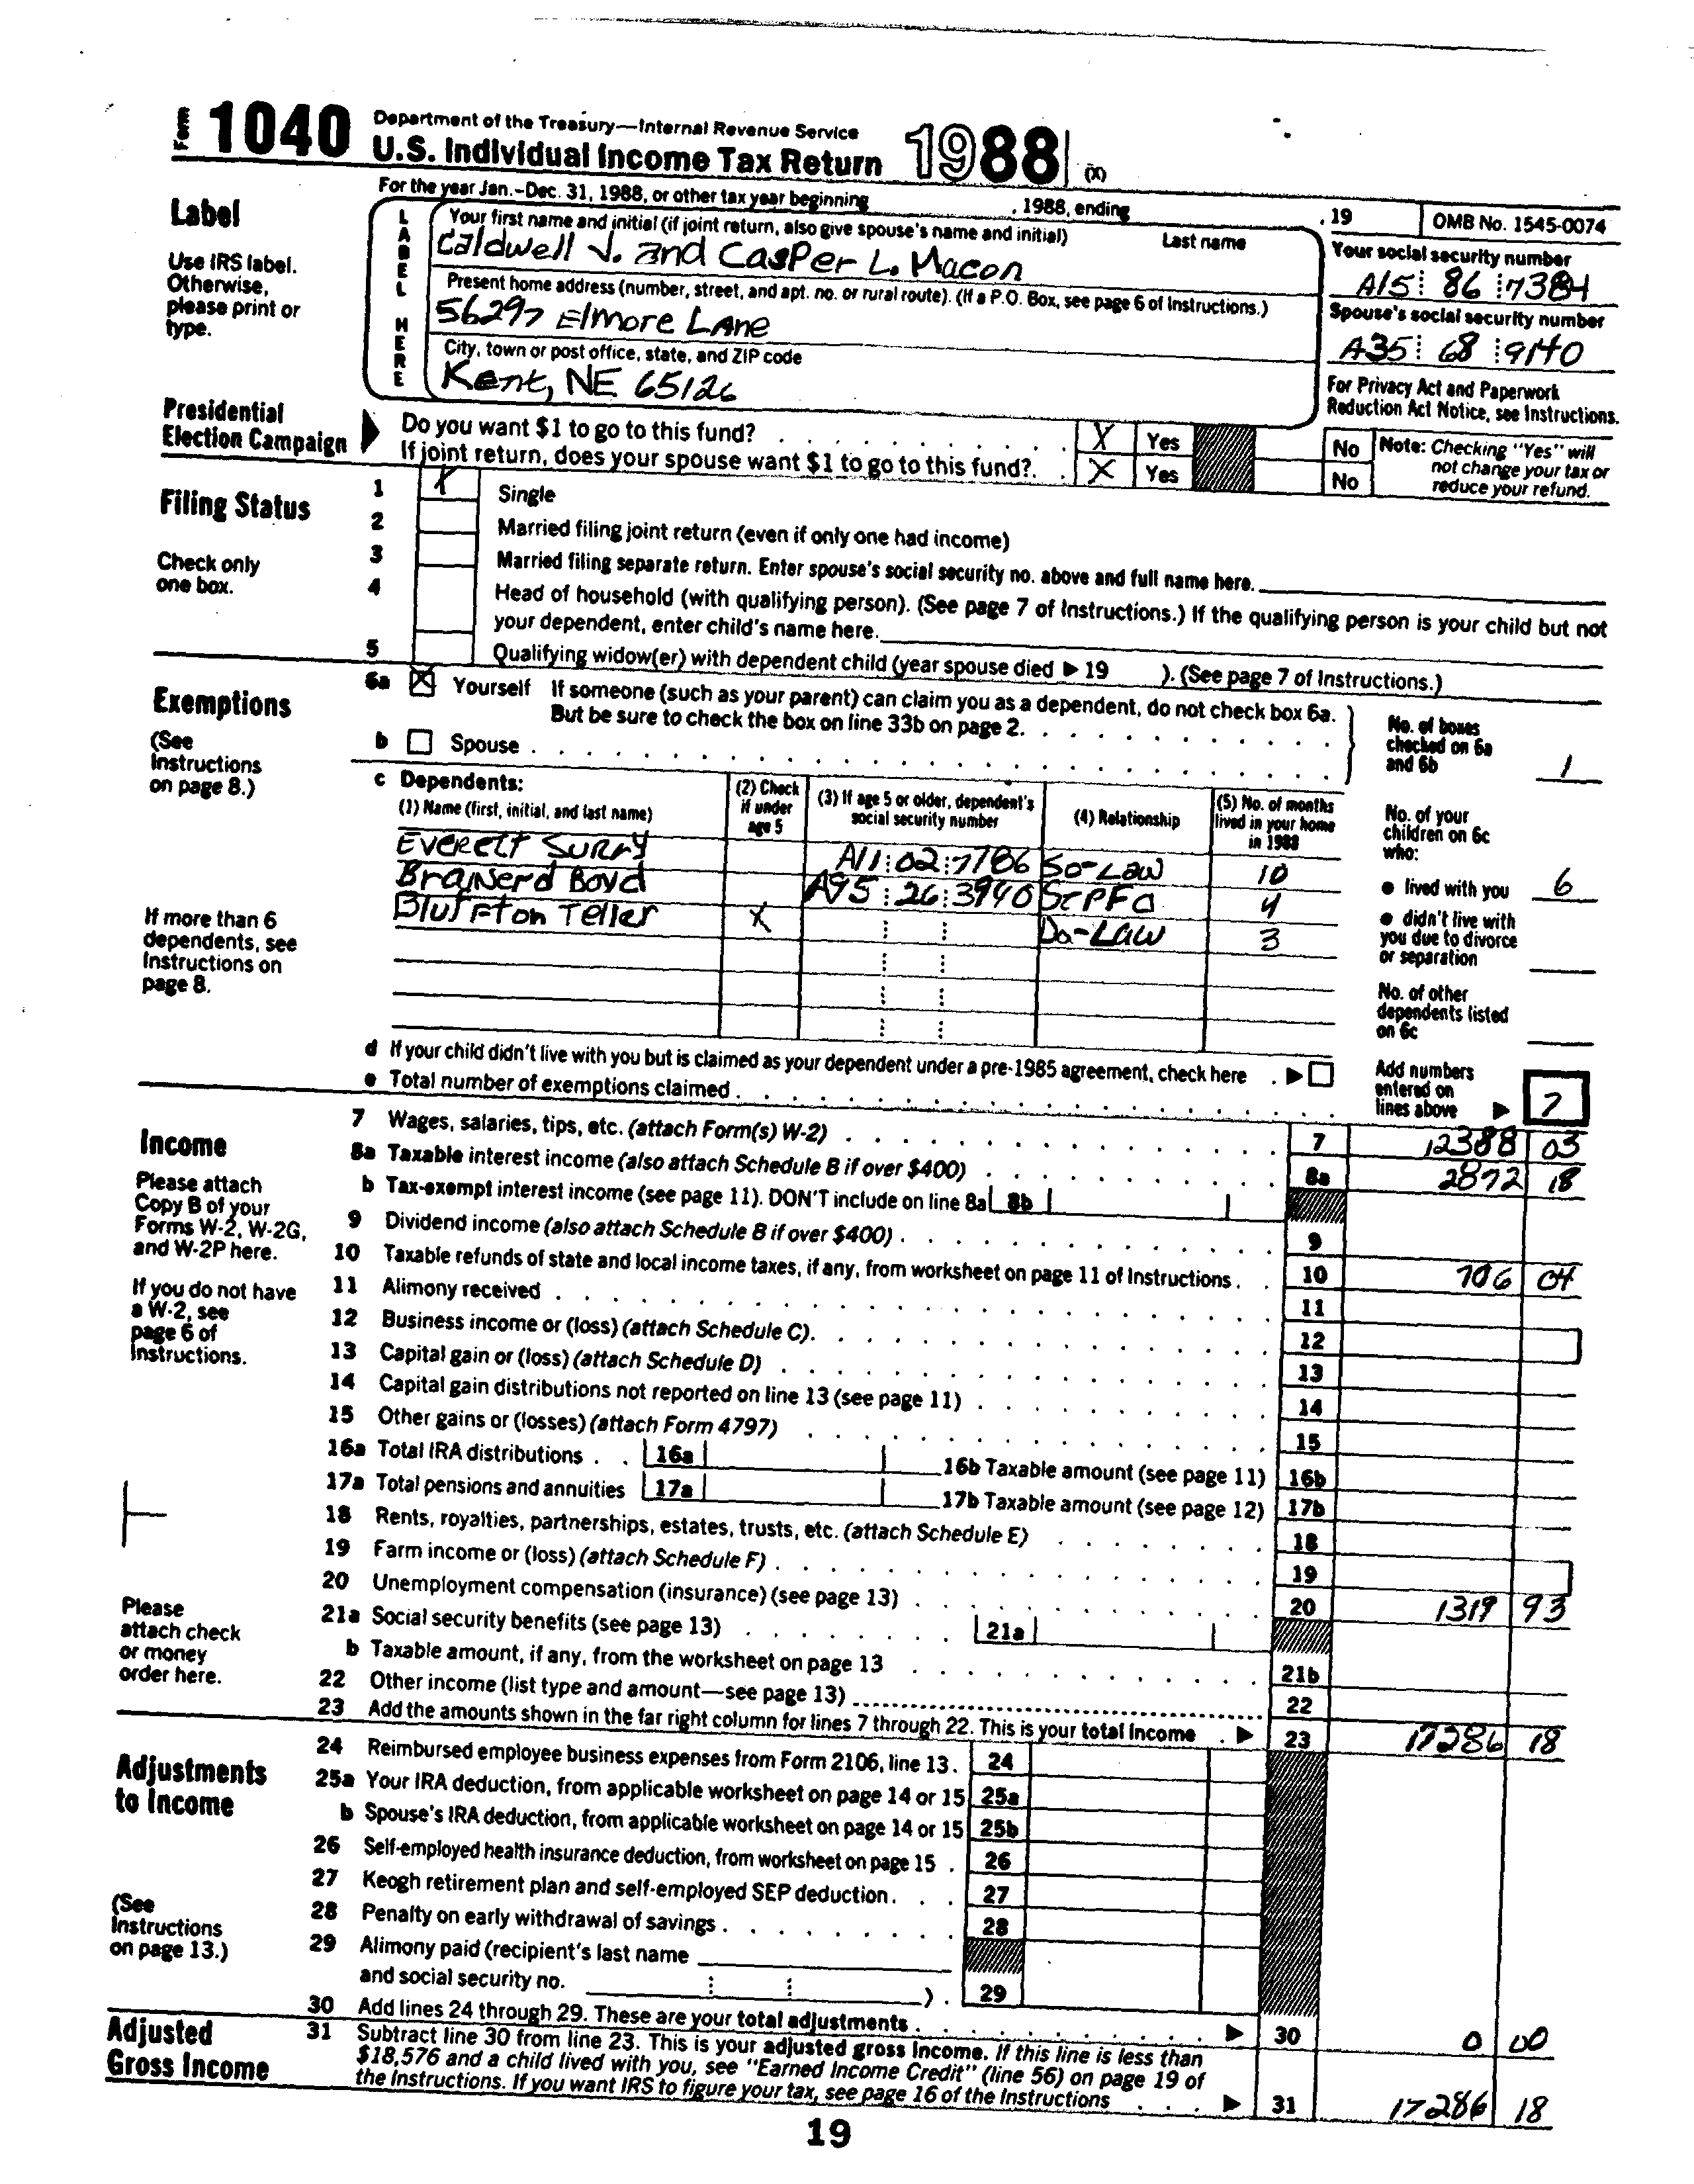 Form 1040 Department of the Treasury—Internal Revenue Service
U.S. Individual Income Tax Return 1988 (X)
For the year Jan.-Dec. 31, 1988, or other tax year beginning , 1988, ending , 19 OMB No. 1545-0074
Label
Use IRS label.
Otherwise,
please print or
type.
LABEL HERE
Your first name and initial (if joint return, also give spouse's name and initial) Last name
Caldwell J. and Casper L. Macon
Your social security number
A15 86 7384
Present home address (number, street, and apt. no. or rural route). (If a P.O. Box, see page 6 of Instructions.)
56297 Elmore Lane
Spouse's social security number
A35 68 9140
City, town or post office, state, and ZIP code
Kent, NE 65126
For Privacy Act and Paperwork
Reduction Act Notice, see Instructions.
Presidential
Election Campaign
Do you want $1 to go to this fund? X Yes No
If joint return, does your spouse want $1 to go to this fund? X Yes No
Note: Checking "Yes" will
not change your tax or
reduce your refund.
Filing Status
Check only
one box.
1 X Single
2 Married filing joint return (even if only one had income)
3 Married filing separate return. Enter spouse's social security no. above and full name here.
4 Head of household (with qualifying person). (See page 7 of Instructions.) If the qualifying person is your child but not
your dependent, enter child's name here.
5 Qualifying widow(er) with dependent child (year spouse died ▶ 19 ). (See page 7 of Instructions.)
Exemptions
(See
Instructions
on page 8.)
6a X Yourself If someone (such as your parent) can claim you as a dependent, do not check box 6a.
But be sure to check the box on line 33b on page 2.
b Spouse
No. of boxes
checked on 6a
and 6b 1
c Dependents:
(1) Name (first, initial, and last name)
(2) Check
if under
age 5
(3) If age 5 or older, dependent's
social security number
(4) Relationship
(5) No. of months
lived in your home
in 1988
Everett Surry A11 02 7786 So-Law 10
Brainerd Boyd A95 26 3940 StPFa 4
Bluffton Teller X Da-Law 3
If more than 6
dependents, see
Instructions on
page 8.
No. of your
children on 6c
who:
● lived with you 6
● didn't live with
you due to divorce
or separation
No. of other
dependents listed
on 6c
d If your child didn't live with you but is claimed as your dependent under a pre-1985 agreement, check here ▶
e Total number of exemptions claimed
Add numbers
entered on
lines above ▶ 7
Income
Please attach
Copy B of your
Forms W-2, W-2G,
and W-2P here.
If you do not have
a W-2, see
page 6 of
Instructions.
Please
attach check
or money
order here.
7 Wages, salaries, tips, etc. (attach Form(s) W-2) 7 12388 03
8a Taxable interest income (also attach Schedule B if over $400) 8a 2872 18
b Tax-exempt interest income (see page 11). DON'T include on line 8a 8b
9 Dividend income (also attach Schedule B if over $400) 9
10 Taxable refunds of state and local income taxes, if any, from worksheet on page 11 of Instructions 10 706 04
11 Alimony received 11
12 Business income or (loss) (attach Schedule C) 12
13 Capital gain or (loss) (attach Schedule D) 13
14 Capital gain distributions not reported on line 13 (see page 11) 14
15 Other gains or (losses) (attach Form 4797) 15
16a Total IRA distributions 16a 16b Taxable amount (see page 11) 16b
17a Total pensions and annuities 17a 17b Taxable amount (see page 12) 17b
18 Rents, royalties, partnerships, estates, trusts, etc. (attach Schedule E) 18
19 Farm income or (loss) (attach Schedule F) 19
20 Unemployment compensation (insurance) (see page 13) 20 1319 93
21a Social security benefits (see page 13) 21a
b Taxable amount, if any, from the worksheet on page 13 21b
22 Other income (list type and amount—see page 13) 22
23 Add the amounts shown in the far right column for lines 7 through 22. This is your total income ▶ 23 17286 18
Adjustments
to Income
(See
Instructions
on page 13.)
24 Reimbursed employee business expenses from Form 2106, line 13. 24
25a Your IRA deduction, from applicable worksheet on page 14 or 15 25a
b Spouse's IRA deduction, from applicable worksheet on page 14 or 15 25b
26 Self-employed health insurance deduction, from worksheet on page 15 26
27 Keogh retirement plan and self-employed SEP deduction 27
28 Penalty on early withdrawal of savings 28
29 Alimony paid (recipient's last name
and social security no. ) 29
30 Add lines 24 through 29. These are your total adjustments ▶ 30 0 00
Adjusted
Gross Income
31 Subtract line 30 from line 23. This is your adjusted gross income. If this line is less than
$18,576 and a child lived with you, see "Earned Income Credit" (line 56) on page 19 of
the Instructions. If you want IRS to figure your tax, see page 16 of the Instructions ▶ 31 17286 18
19